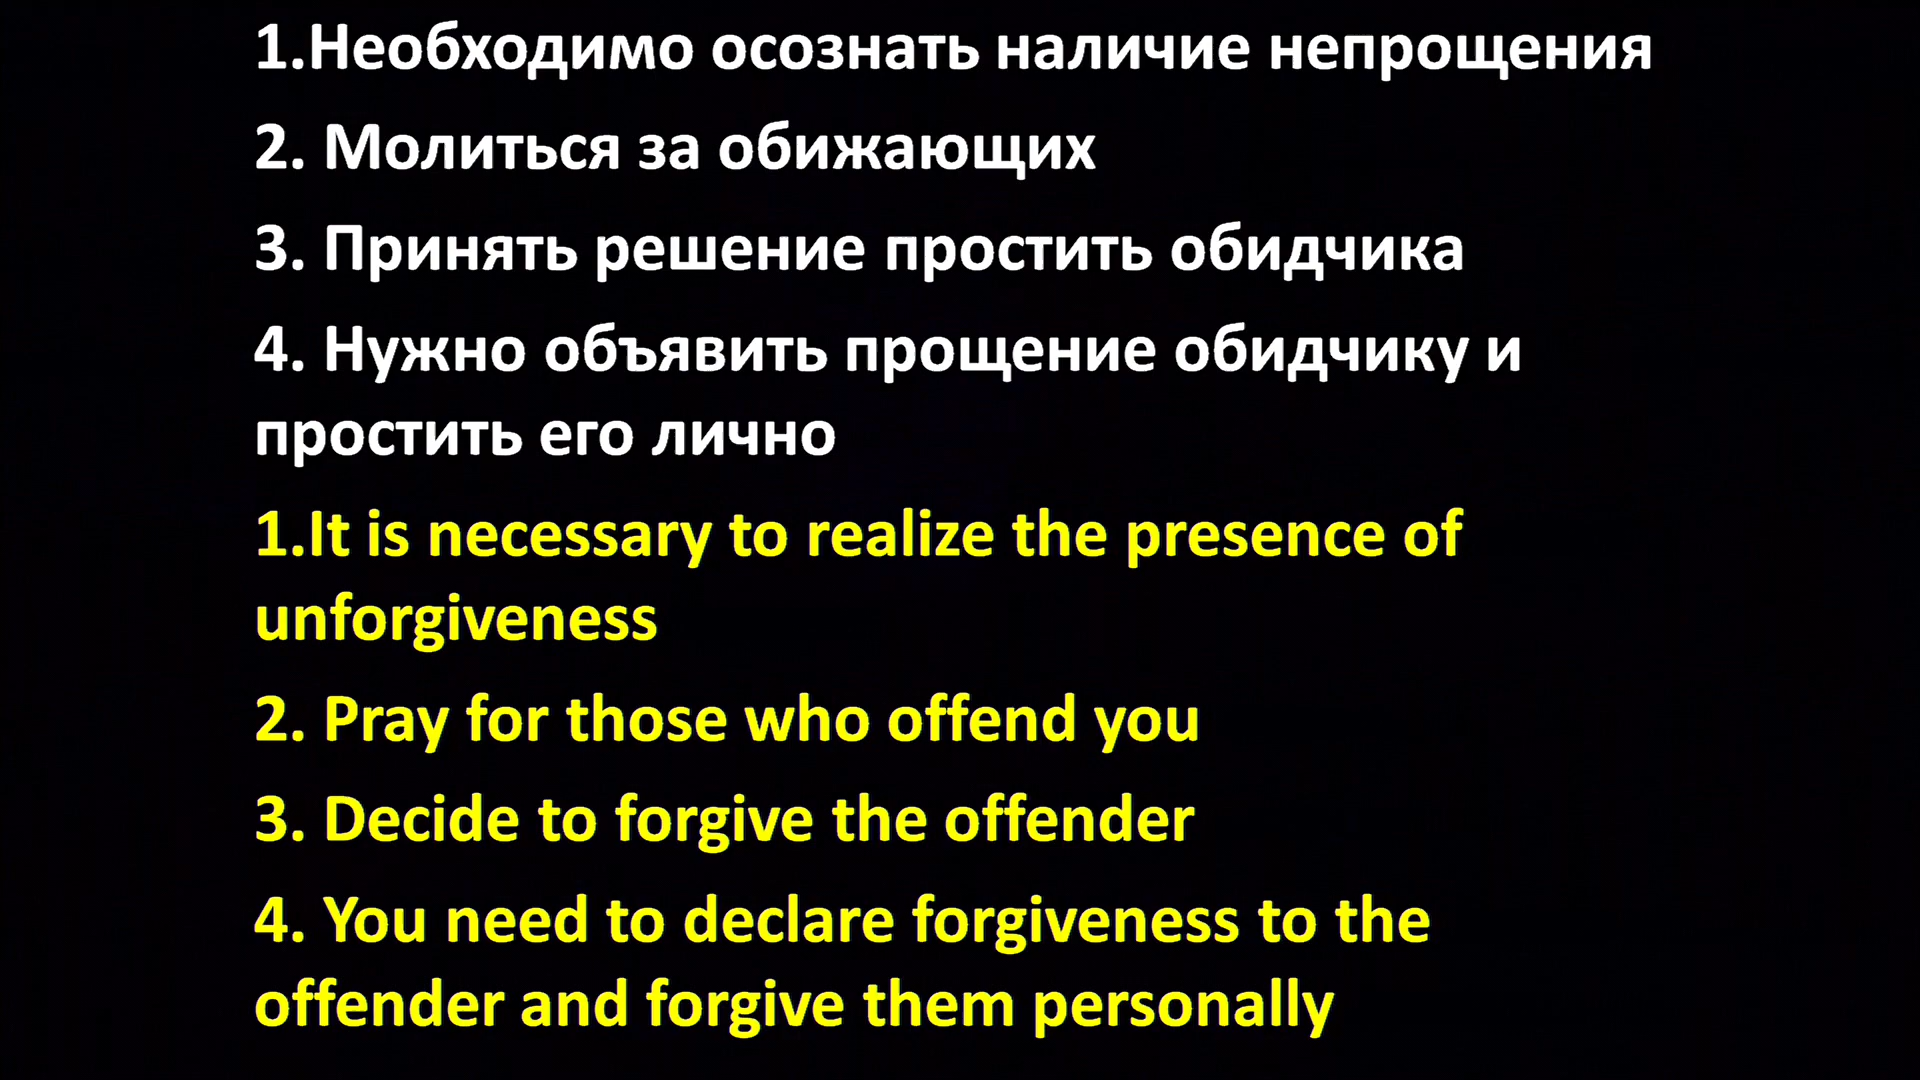 1.Необходимо осознать наличие непрощения
2. Молиться за обижающих
3. Принять решение простить обидчика
4. Нужно объявить прощение обидчику и
простить его лично
1.It is necessary to realize the presence of
unforgiveness
2. Pray for those who offend you
3. Decide to forgive the offender
4. You need to declare forgiveness to the
offender and forgive them personally